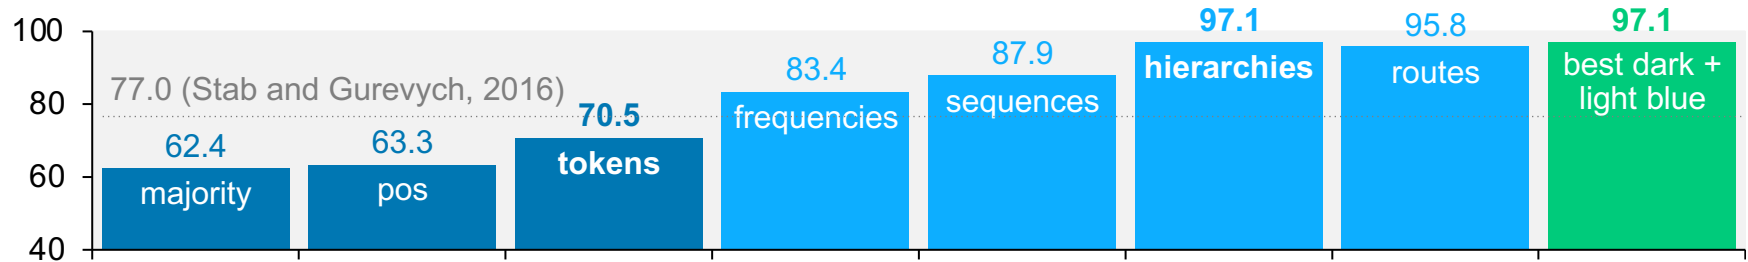 100
80
60
40
77.0 (Stab and Gurevych, 2016)
62.4
majority
63.3
pos
70.5
tokens
83.4
frequencies
87.9
sequences
97.1
hierarchies
95.8
routes
97.1
best dark +
light blue